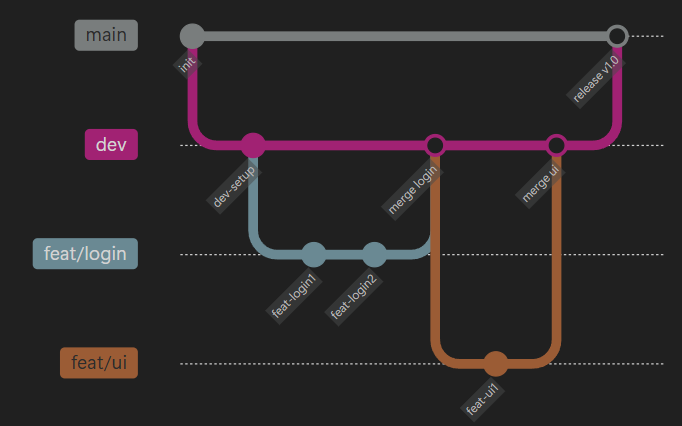 main
init
release v1.0
dev
dev-setup
merge login
merge ui
feat/login
feat-login1
feat-login2
feat/ui
feat-ui1